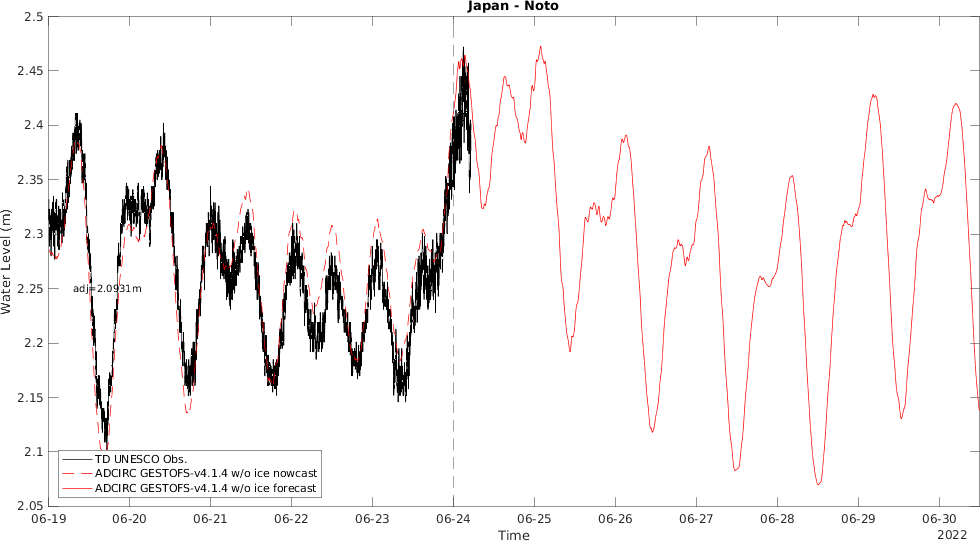 Japan - Noto
2.5
2.45
2.4
2.35
2.3
2.25
2.2
2.15
2.1
2.05
Water Level (m)
adj=2.0931m
TD UNESCO Obs.
ADCIRC GESTOFS-v4.1.4 w/o ice nowcast
ADCIRC GESTOFS-v4.1.4 w/o ice forecast
06-19 06-20 06-21 06-22 06-23 06-24 06-25 06-26 06-27 06-28 06-29 06-30
Time
2022